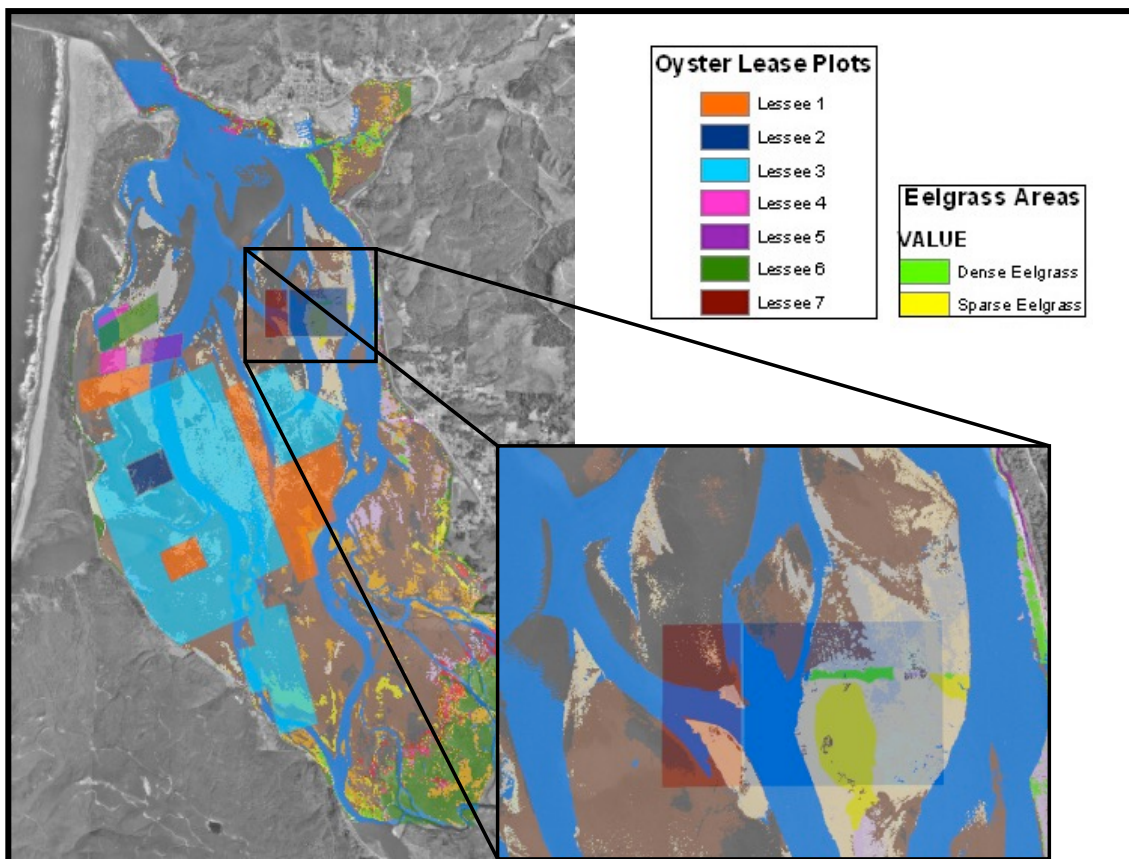 Oyster Lease Plots
Lessee 1
Lessee 2
Lessee 3
Lessee 4
Lessee 5
Lessee 6
Lessee 7
Eelgrass Areas
VALUE
Dense Eelgrass
Sparse Eelgrass